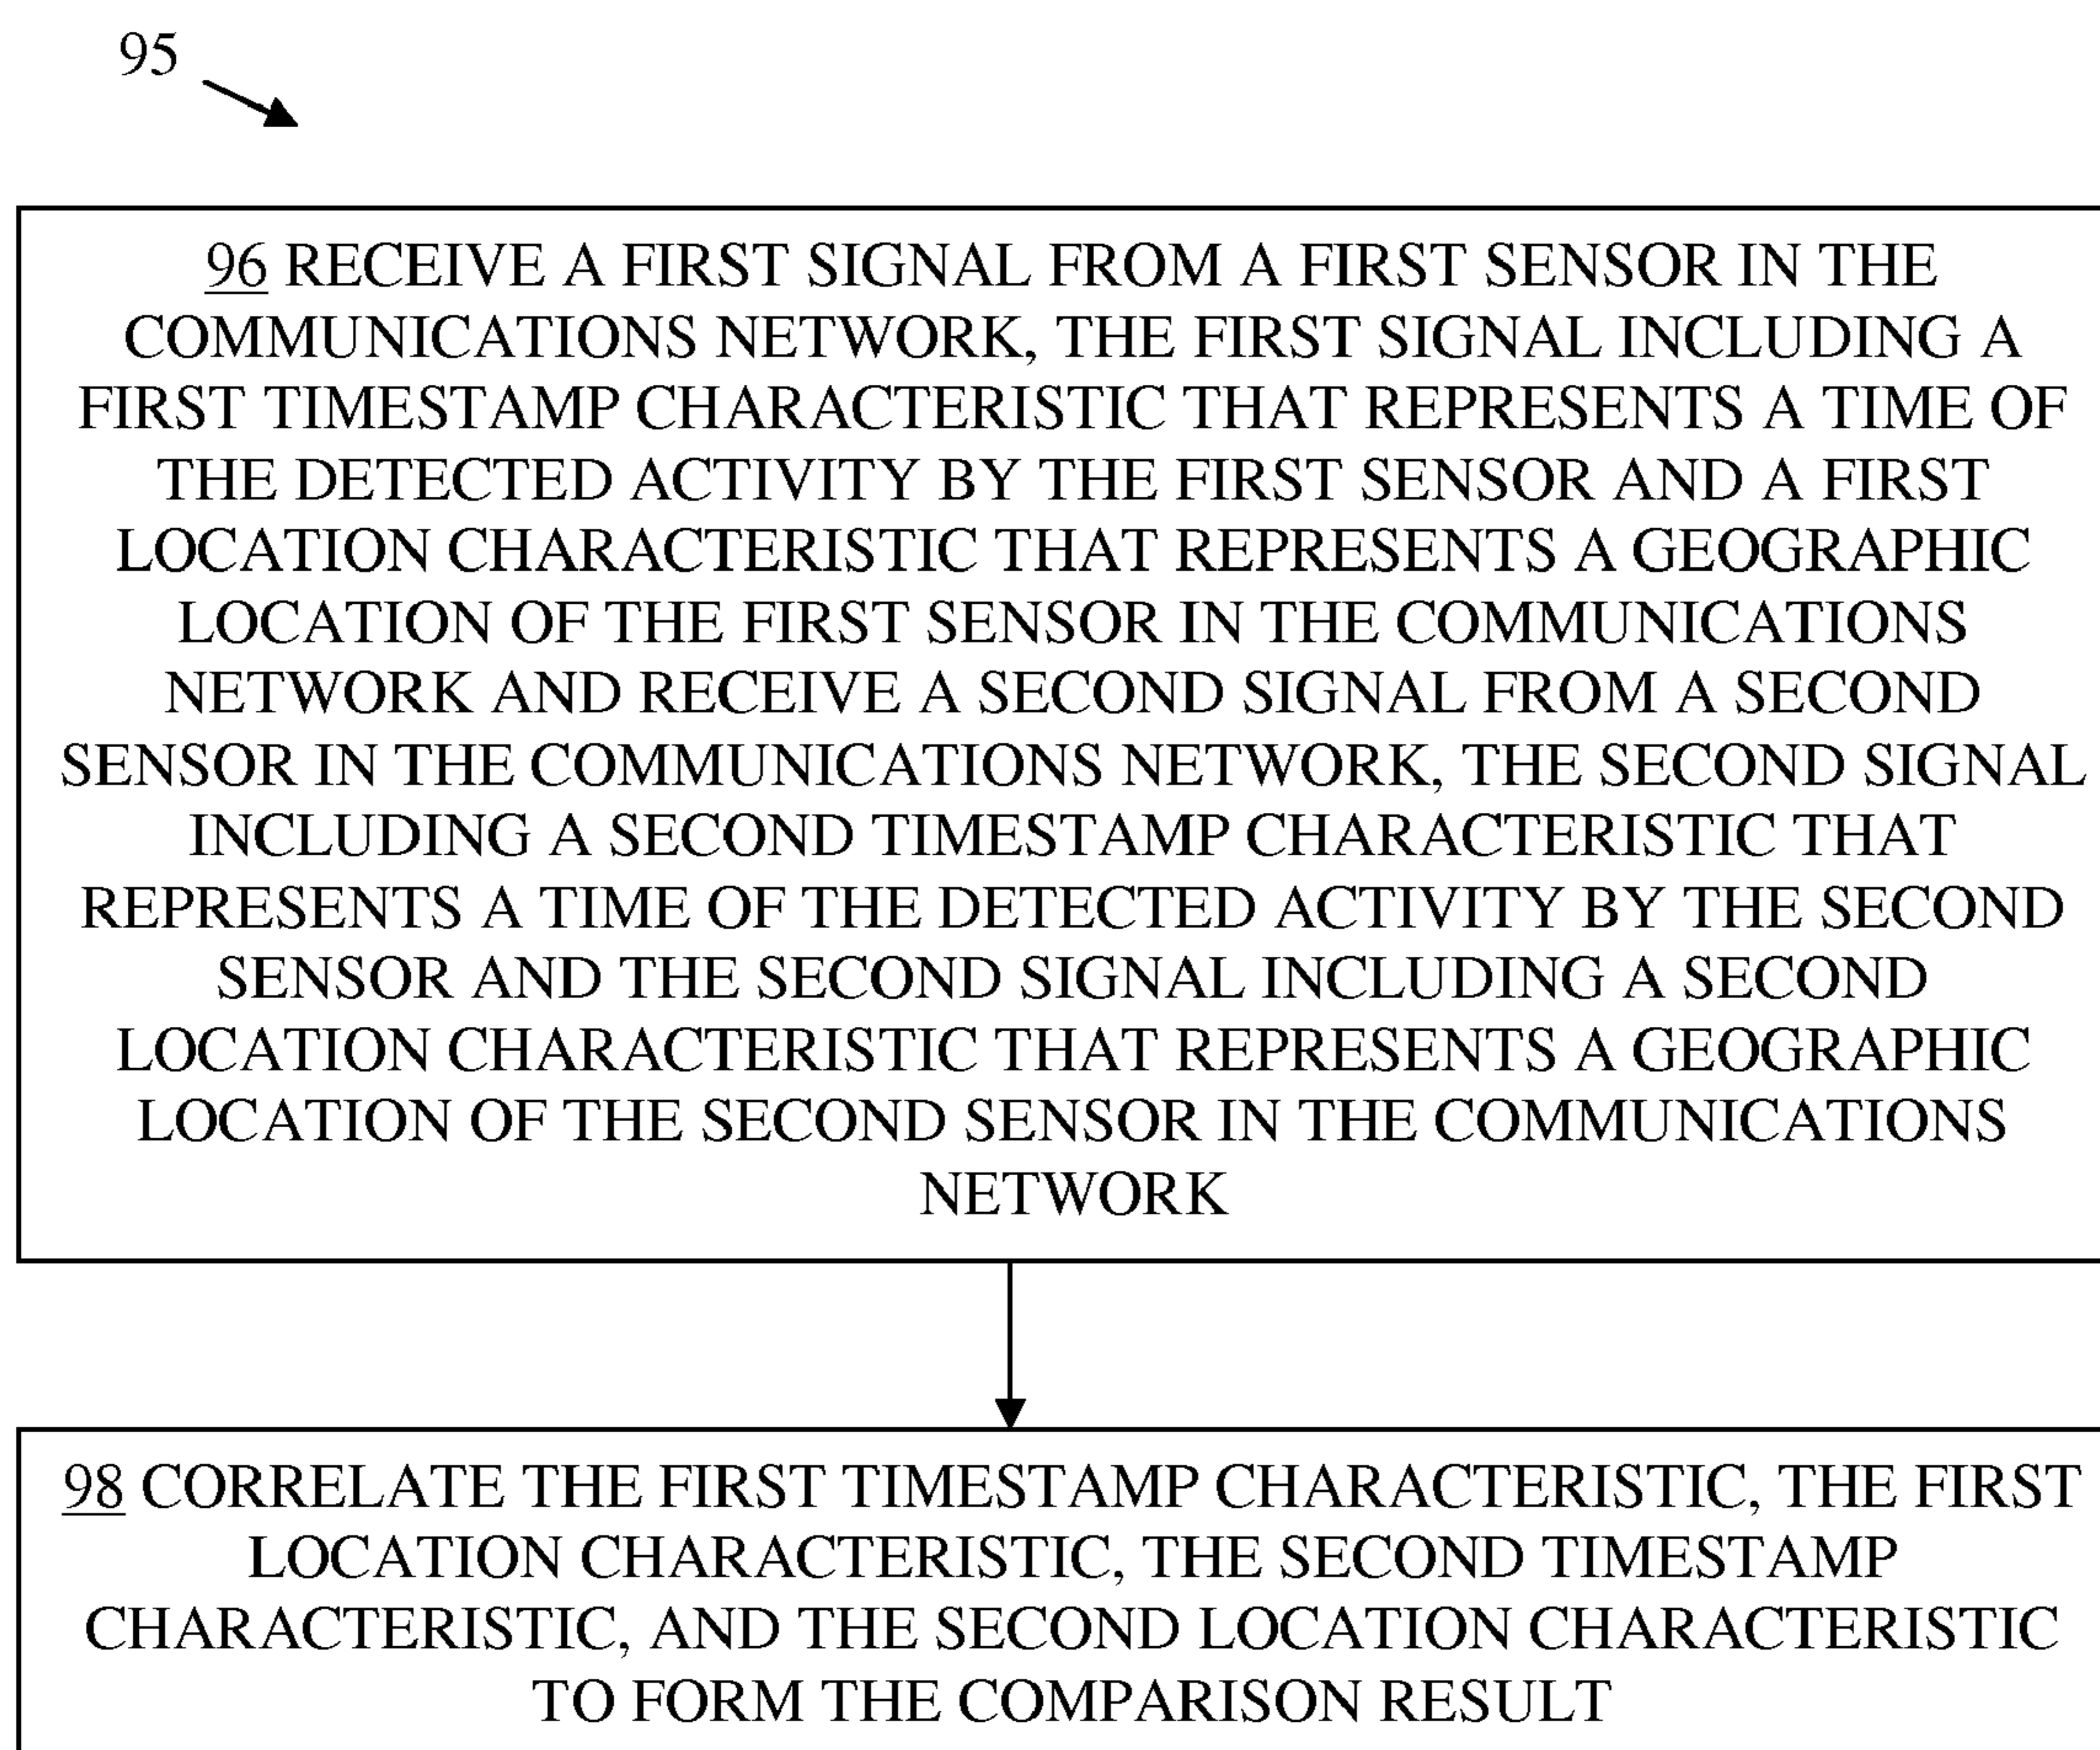 95
96 RECEIVE A FIRST SIGNAL FROM A FIRST SENSOR IN THE
COMMUNICATIONS NETWORK, THE FIRST SIGNAL INCLUDING A
FIRST TIMESTAMP CHARACTERISTIC THAT REPRESENTS A TIME OF
THE DETECTED ACTIVITY BY THE FIRST SENSOR AND A FIRST
LOCATION CHARACTERISTIC THAT REPRESENTS A GEOGRAPHIC
LOCATION OF THE FIRST SENSOR IN THE COMMUNICATIONS
NETWORK AND RECEIVE A SECOND SIGNAL FROM A SECOND
SENSOR IN THE COMMUNICATIONS NETWORK, THE SECOND SIGNAL
INCLUDING A SECOND TIMESTAMP CHARACTERISTIC THAT
REPRESENTS A TIME OF THE DETECTED ACTIVITY BY THE SECOND
SENSOR AND THE SECOND SIGNAL INCLUDING A SECOND
LOCATION CHARACTERISTIC THAT REPRESENTS A GEOGRAPHIC
LOCATION OF THE SECOND SENSOR IN THE COMMUNICATIONS
NETWORK
98 CORRELATE THE FIRST TIMESTAMP CHARACTERISTIC, THE FIRST
LOCATION CHARACTERISTIC, THE SECOND TIMESTAMP
CHARACTERISTIC, AND THE SECOND LOCATION CHARACTERISTIC
TO FORM THE COMPARISON RESULT